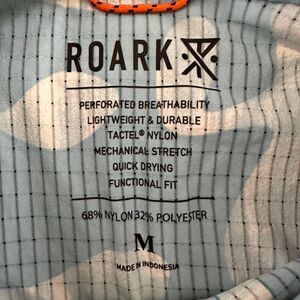 ROARK
PERFORATED BREATHABILITY
LIGHTWEIGHT & DURABLE
TACTEL® NYLON
MECHANICAL STRETCH
QUICK DRYING
FUNCTIONAL FIT
68% NYLON 32% POLYESTER
M
MADE IN INDONESIA